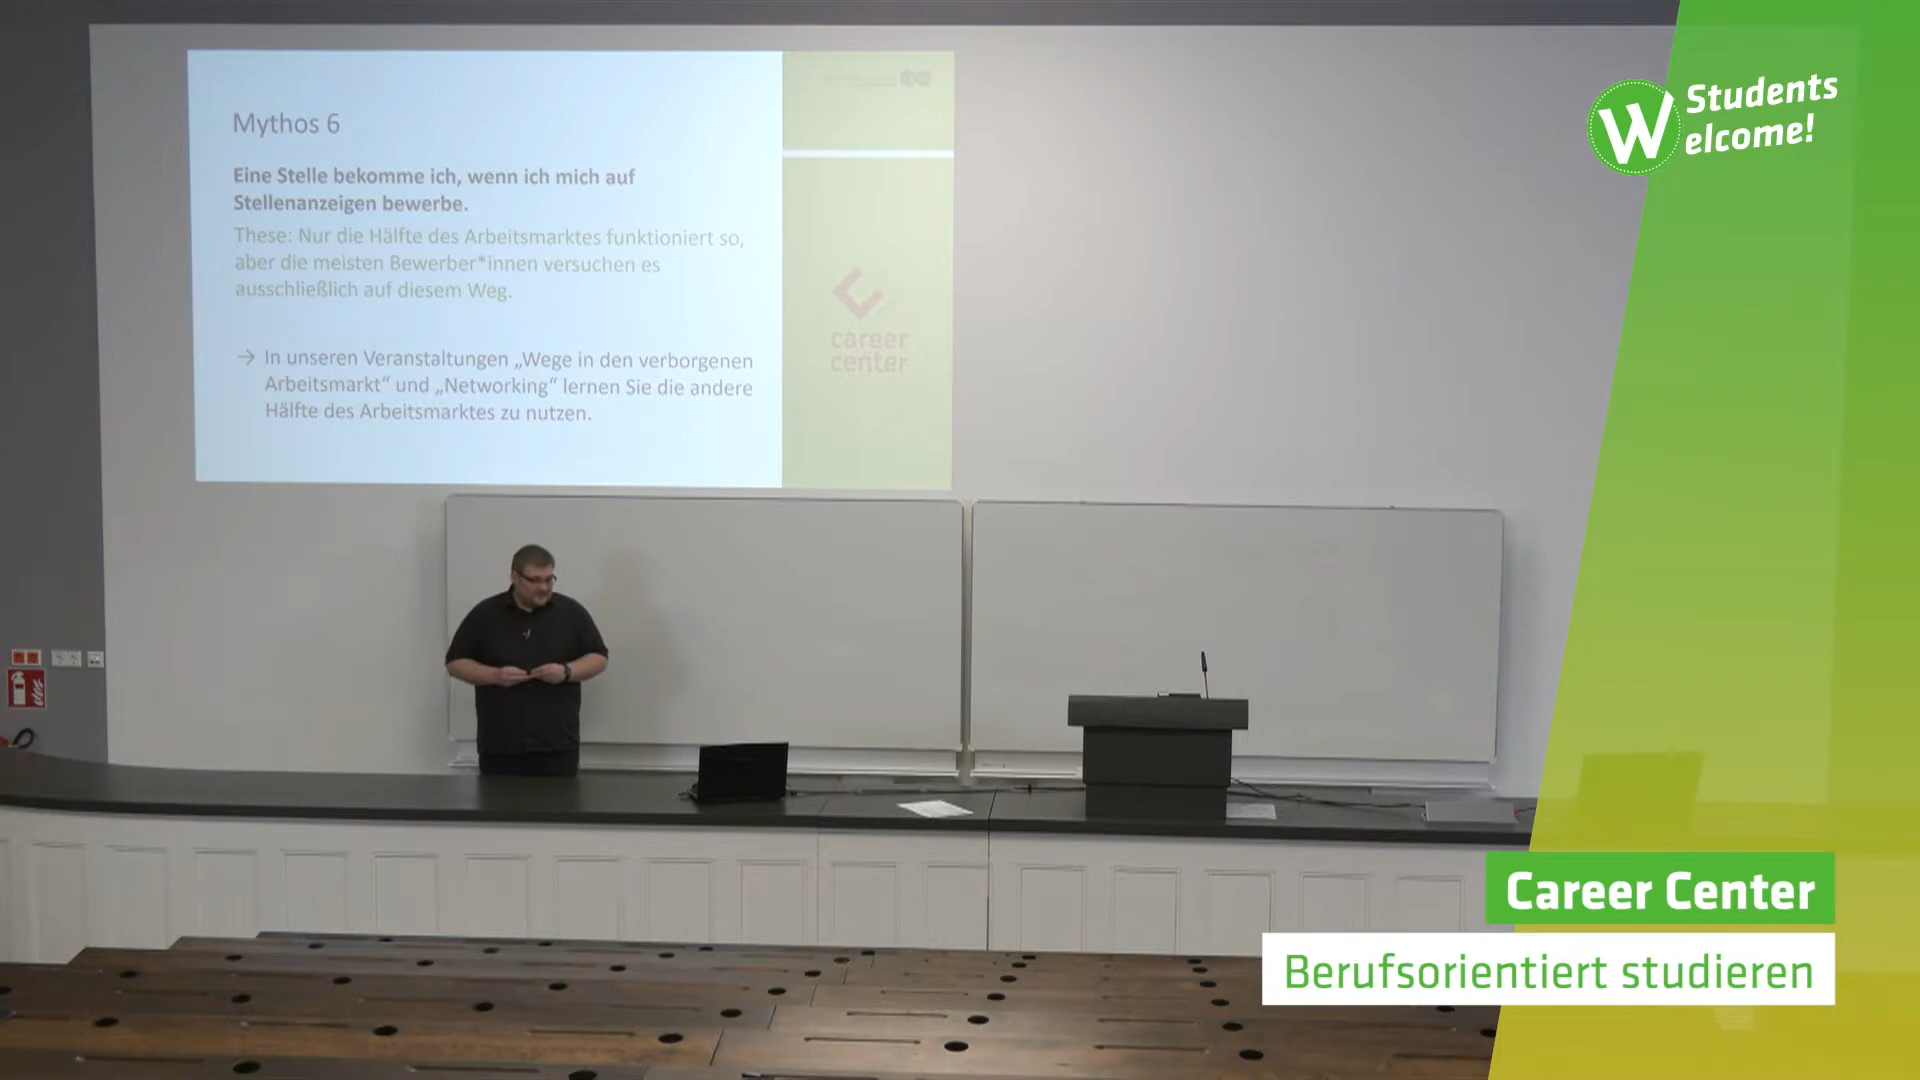 Mythos 6
Eine Stelle bekomme ich, wenn ich mich auf
Stellenanzeigen bewerbe.
These: Nur die Hälfte des Arbeitsmarktes funktioniert so,
aber die meisten Bewerber*innen versuchen es
ausschließlich auf diesem Weg.
→ In unseren Veranstaltungen „Wege in den verborgenen
Arbeitsmarkt“ und „Networking“ lernen Sie die andere
Hälfte des Arbeitsmarktes zu nutzen.
career
center
W Students
elcome!
Career Center
Berufsorientiert studieren